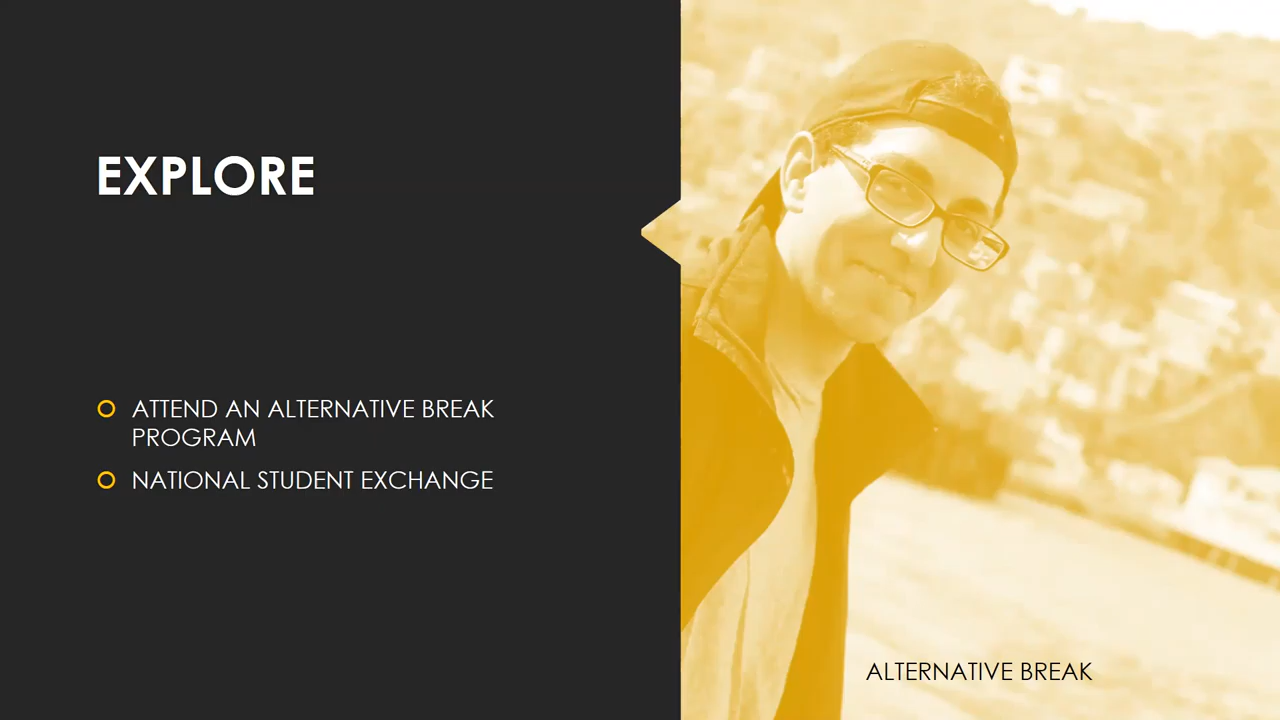 EXPLORE
ATTEND AN ALTERNATIVE BREAK
PROGRAM
NATIONAL STUDENT EXCHANGE
ALTERNATIVE BREAK